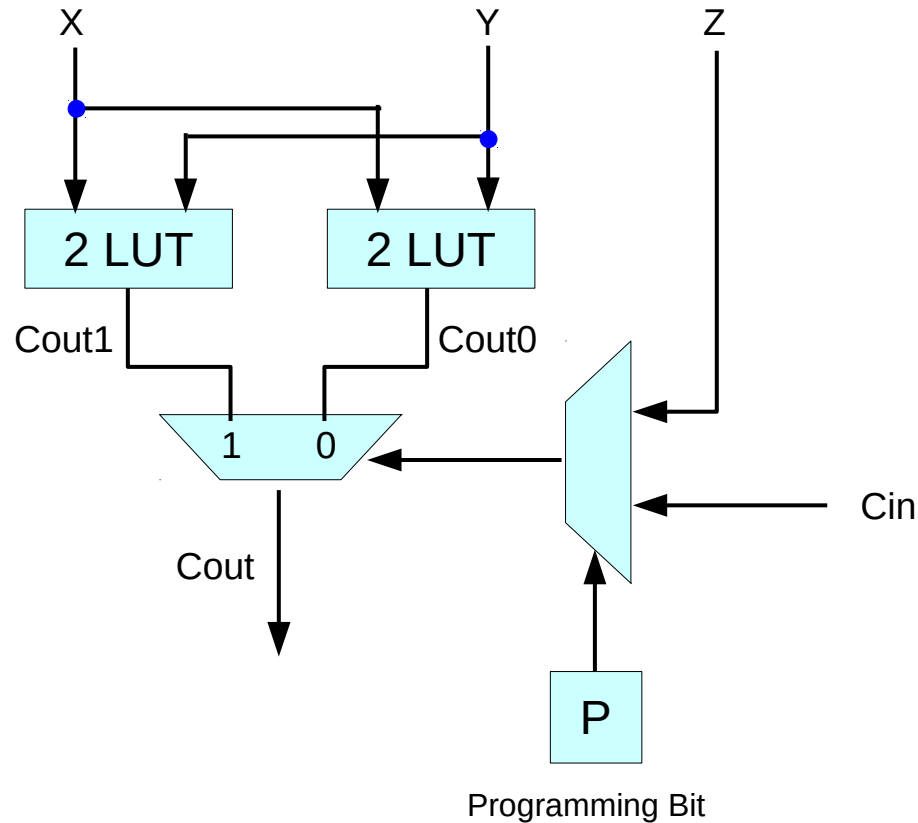 X
Y
Z
2 LUT
2 LUT
Cout1
Cout0
1
0
Cin
Cout
P
Programming Bit